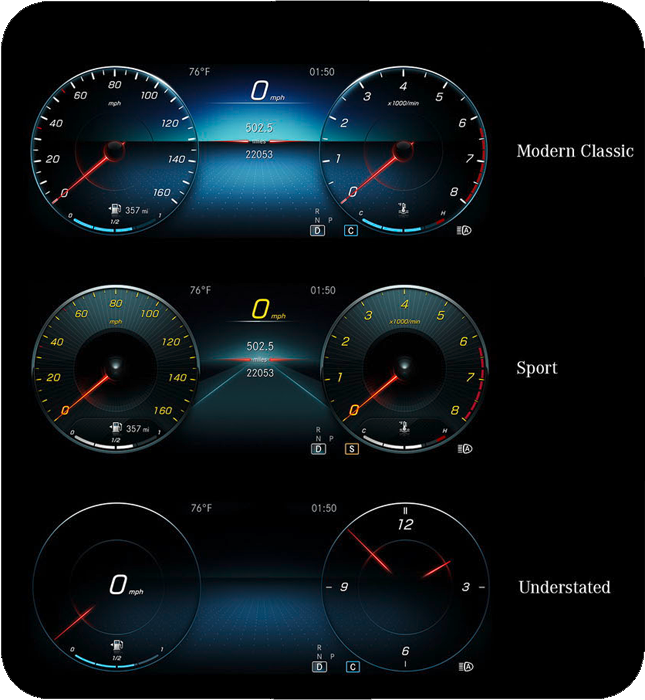 76°F
01:50
0 mph
502.5
miles
22053
0 20 40 60 80 100 120 140 160
mph
357 mi
0 1/2 1
0 1 2 3 4 5 6 7 8
x1000/min
C H
R
N P
D C
A
Modern Classic
76°F
01:50
0 mph
502.5
miles
22053
0 20 40 60 80 100 120 140 160
mph
357 mi
0 1/2 1
0 1 2 3 4 5 6 7 8
x1000/min
C H
R
N P
D S
A
Sport
76°F
01:50
0 mph
0 1/2 1
12
9 3
6
R
N P
D C
A
Understated